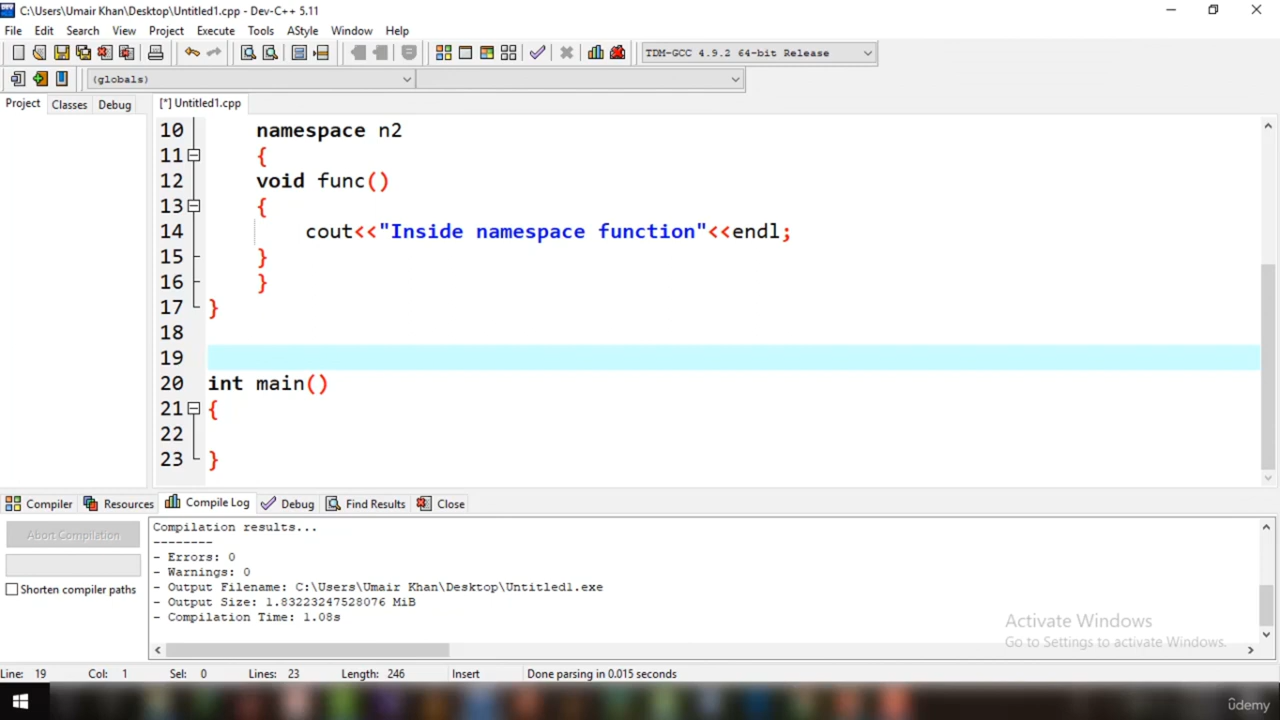 C:\Users\Umair Khan\Desktop\Untitled1.cpp - Dev-C++ 5.11
File Edit Search View Project Execute Tools AStyle Window Help
TDM-GCC 4.9.2 64-bit Release
(globals)
Project Classes Debug [*] Untitled1.cpp
10 namespace n2
11 {
12 void func()
13 {
14 cout<<"Inside namespace function"<<endl;
15 }
16 }
17 }
18
19
20 int main()
21 {
22
23 }
Compiler Resources Compile Log Debug Find Results Close
Abort Compilation
Shorten compiler paths
Compilation results...
--------
- Errors: 0
- Warnings: 0
- Output Filename: C:\Users\Umair Khan\Desktop\Untitled1.exe
- Output Size: 1.83223247528076 MiB
- Compilation Time: 1.08s
Activate Windows
Go to Settings to activate Windows.
Line: 19 Col: 1 Sel: 0 Lines: 23 Length: 246 Insert Done parsing in 0.015 seconds
ûdemy